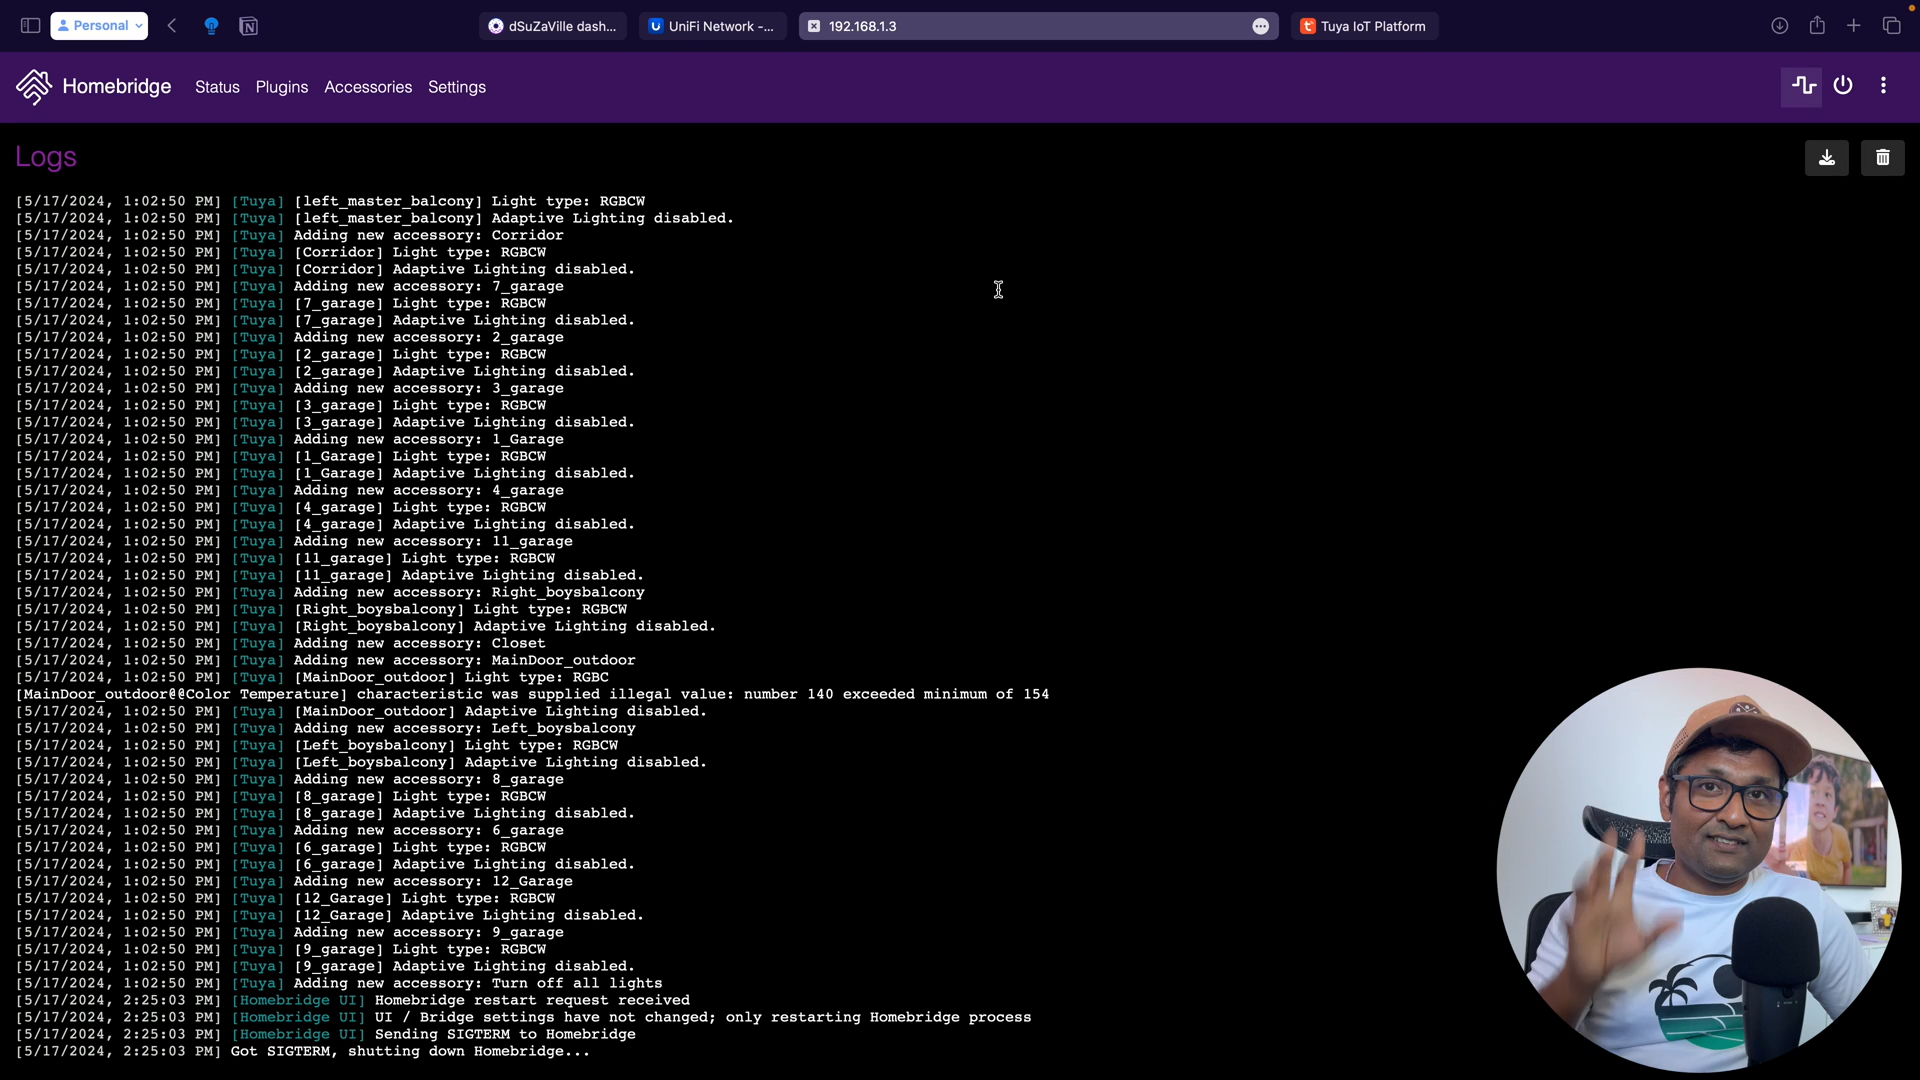 Personal
dSuZaVille dash...
UniFi Network -...
192.168.1.3
Tuya IoT Platform
Homebridge
Status
Plugins
Accessories
Settings
Logs
[5/17/2024, 1:02:50 PM] [Tuya] [left_master_balcony] Light type: RGBCW
[5/17/2024, 1:02:50 PM] [Tuya] [left_master_balcony] Adaptive Lighting disabled.
[5/17/2024, 1:02:50 PM] [Tuya] Adding new accessory: Corridor
[5/17/2024, 1:02:50 PM] [Tuya] [Corridor] Light type: RGBCW
[5/17/2024, 1:02:50 PM] [Tuya] [Corridor] Adaptive Lighting disabled.
[5/17/2024, 1:02:50 PM] [Tuya] Adding new accessory: 7_garage
[5/17/2024, 1:02:50 PM] [Tuya] [7_garage] Light type: RGBCW
[5/17/2024, 1:02:50 PM] [Tuya] [7_garage] Adaptive Lighting disabled.
[5/17/2024, 1:02:50 PM] [Tuya] Adding new accessory: 2_garage
[5/17/2024, 1:02:50 PM] [Tuya] [2_garage] Light type: RGBCW
[5/17/2024, 1:02:50 PM] [Tuya] [2_garage] Adaptive Lighting disabled.
[5/17/2024, 1:02:50 PM] [Tuya] Adding new accessory: 3_garage
[5/17/2024, 1:02:50 PM] [Tuya] [3_garage] Light type: RGBCW
[5/17/2024, 1:02:50 PM] [Tuya] [3_garage] Adaptive Lighting disabled.
[5/17/2024, 1:02:50 PM] [Tuya] Adding new accessory: 1_Garage
[5/17/2024, 1:02:50 PM] [Tuya] [1_Garage] Light type: RGBCW
[5/17/2024, 1:02:50 PM] [Tuya] [1_Garage] Adaptive Lighting disabled.
[5/17/2024, 1:02:50 PM] [Tuya] Adding new accessory: 4_garage
[5/17/2024, 1:02:50 PM] [Tuya] [4_garage] Light type: RGBCW
[5/17/2024, 1:02:50 PM] [Tuya] [4_garage] Adaptive Lighting disabled.
[5/17/2024, 1:02:50 PM] [Tuya] Adding new accessory: 11_garage
[5/17/2024, 1:02:50 PM] [Tuya] [11_garage] Light type: RGBCW
[5/17/2024, 1:02:50 PM] [Tuya] [11_garage] Adaptive Lighting disabled.
[5/17/2024, 1:02:50 PM] [Tuya] Adding new accessory: Right_boysbalcony
[5/17/2024, 1:02:50 PM] [Tuya] [Right_boysbalcony] Light type: RGBCW
[5/17/2024, 1:02:50 PM] [Tuya] [Right_boysbalcony] Adaptive Lighting disabled.
[5/17/2024, 1:02:50 PM] [Tuya] Adding new accessory: Closet
[5/17/2024, 1:02:50 PM] [Tuya] Adding new accessory: MainDoor_outdoor
[5/17/2024, 1:02:50 PM] [Tuya] [MainDoor_outdoor] Light type: RGBC
[MainDoor_outdoor@@Color Temperature] characteristic was supplied illegal value: number 140 exceeded minimum of 154
[5/17/2024, 1:02:50 PM] [Tuya] [MainDoor_outdoor] Adaptive Lighting disabled.
[5/17/2024, 1:02:50 PM] [Tuya] Adding new accessory: Left_boysbalcony
[5/17/2024, 1:02:50 PM] [Tuya] [Left_boysbalcony] Light type: RGBCW
[5/17/2024, 1:02:50 PM] [Tuya] [Left_boysbalcony] Adaptive Lighting disabled.
[5/17/2024, 1:02:50 PM] [Tuya] Adding new accessory: 8_garage
[5/17/2024, 1:02:50 PM] [Tuya] [8_garage] Light type: RGBCW
[5/17/2024, 1:02:50 PM] [Tuya] [8_garage] Adaptive Lighting disabled.
[5/17/2024, 1:02:50 PM] [Tuya] Adding new accessory: 6_garage
[5/17/2024, 1:02:50 PM] [Tuya] [6_garage] Light type: RGBCW
[5/17/2024, 1:02:50 PM] [Tuya] [6_garage] Adaptive Lighting disabled.
[5/17/2024, 1:02:50 PM] [Tuya] Adding new accessory: 12_Garage
[5/17/2024, 1:02:50 PM] [Tuya] [12_Garage] Light type: RGBCW
[5/17/2024, 1:02:50 PM] [Tuya] [12_Garage] Adaptive Lighting disabled.
[5/17/2024, 1:02:50 PM] [Tuya] Adding new accessory: 9_garage
[5/17/2024, 1:02:50 PM] [Tuya] [9_garage] Light type: RGBCW
[5/17/2024, 1:02:50 PM] [Tuya] [9_garage] Adaptive Lighting disabled.
[5/17/2024, 1:02:50 PM] [Tuya] Adding new accessory: Turn off all lights
[5/17/2024, 2:25:03 PM] [Homebridge UI] Homebridge restart request received
[5/17/2024, 2:25:03 PM] [Homebridge UI] UI / Bridge settings have not changed; only restarting Homebridge process
[5/17/2024, 2:25:03 PM] [Homebridge UI] Sending SIGTERM to Homebridge
[5/17/2024, 2:25:03 PM] Got SIGTERM, shutting down Homebridge...